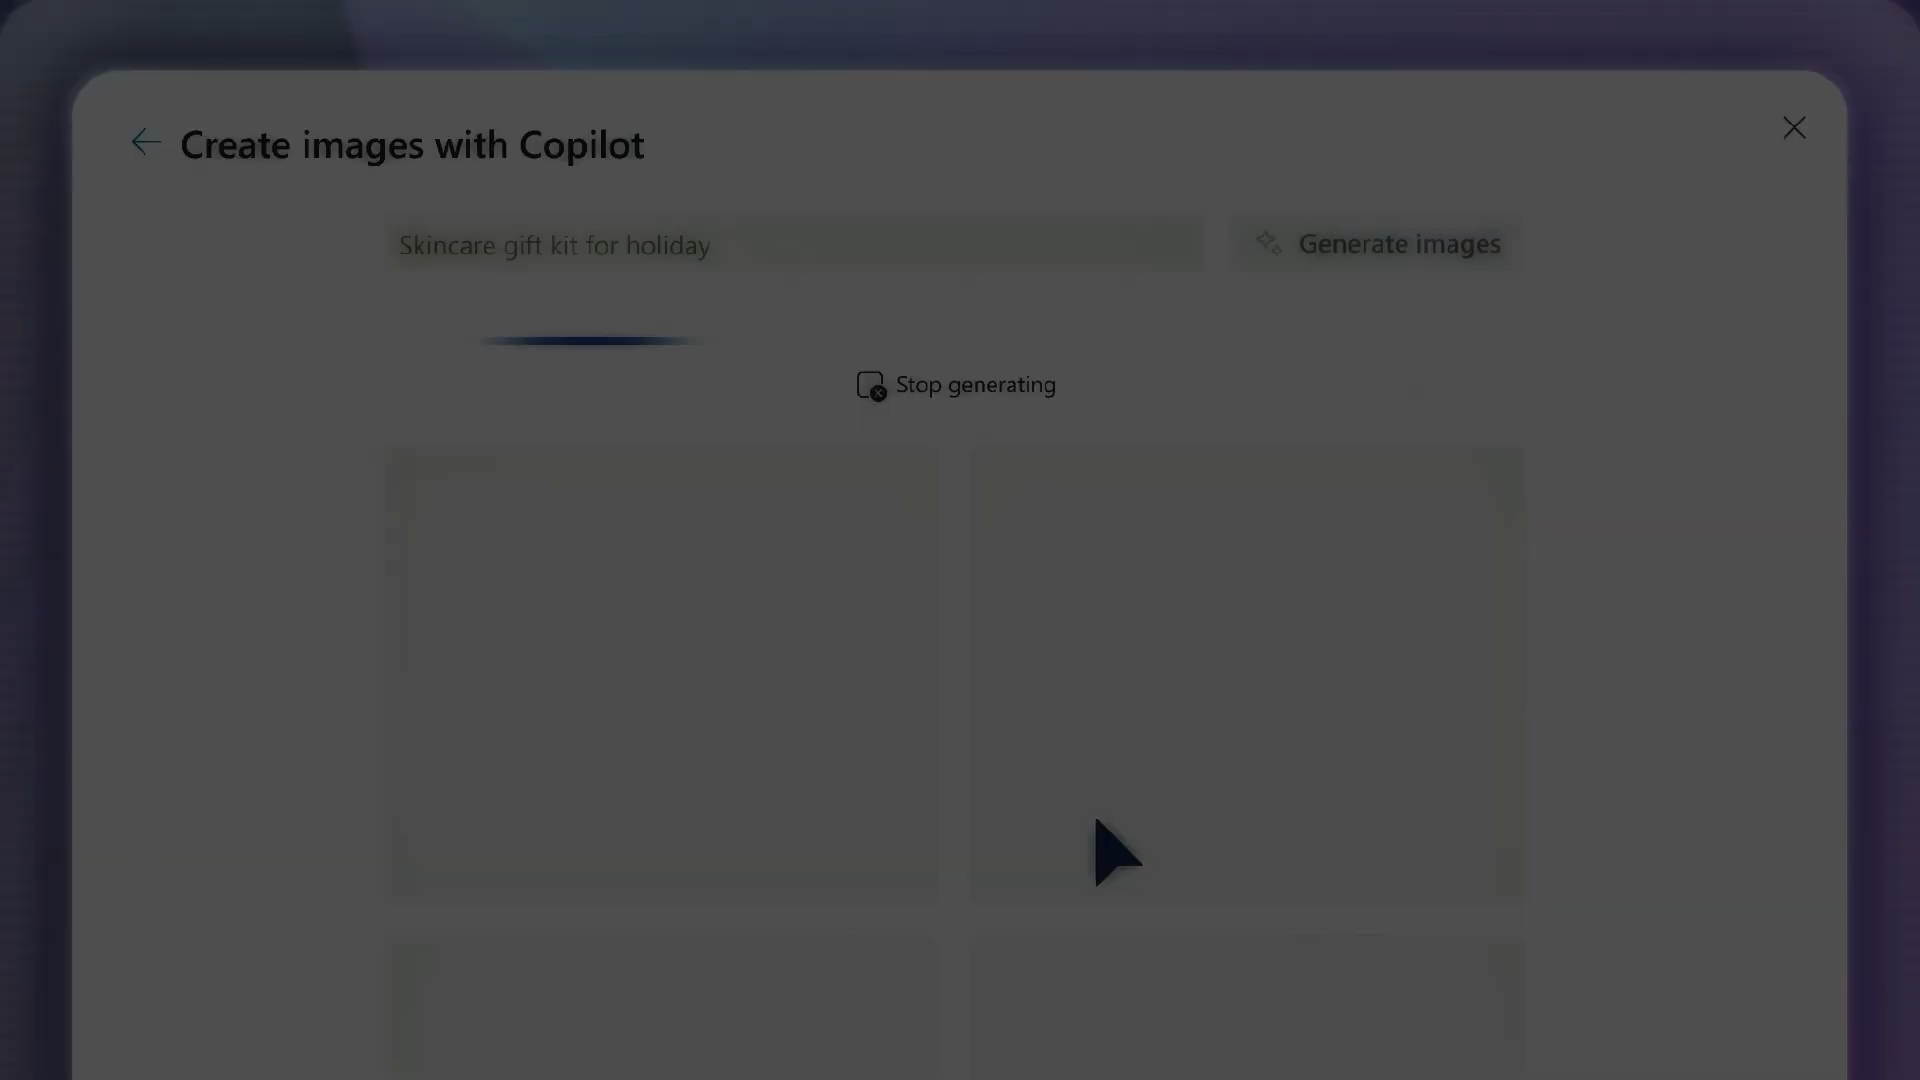 Create images with Copilot
Skincare gift kit for holiday
Generate images
Stop generating